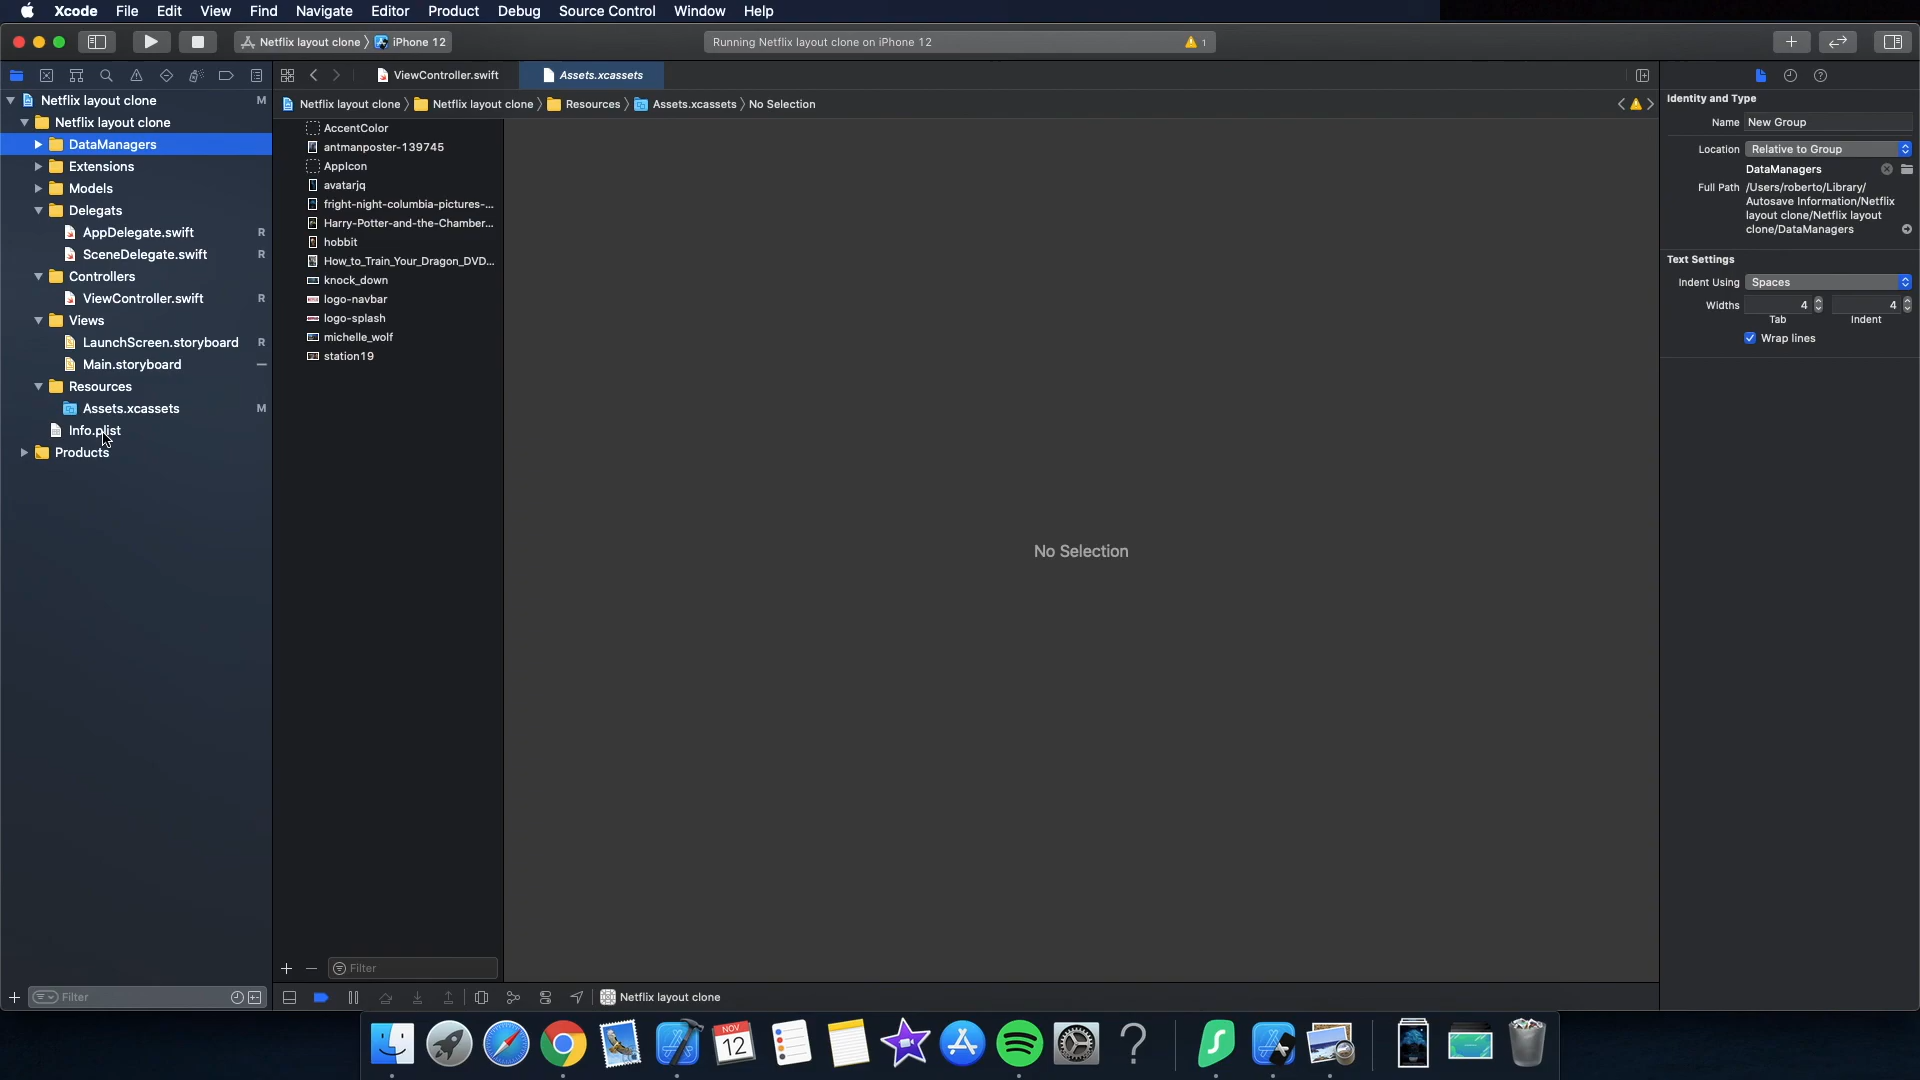 Xcode File Edit View Find Navigate Editor Product Debug Source Control Window Help
Netflix layout clone iPhone 12
Running Netflix layout clone on iPhone 12
1
ViewController.swift
Assets.xcassets
Netflix layout clone Netflix layout clone Resources Assets.xcassets No Selection
Netflix layout clone M
Netflix layout clone
DataManagers
Extensions
Models
Delegats
AppDelegate.swift R
SceneDelegate.swift R
Controllers
ViewController.swift R
Views
LaunchScreen.storyboard R
Main.storyboard
Resources
Assets.xcassets M
Info.plist
Products
Filter
AccentColor
antmanposter-139745
AppIcon
avatarjq
fright-night-columbia-pictures-...
Harry-Potter-and-the-Chamber...
hobbit
How_to_Train_Your_Dragon_DVD...
knock_down
logo-navbar
logo-splash
michelle_wolf
station19
Filter
No Selection
Netflix layout clone
Identity and Type
Name New Group
Location Relative to Group
DataManagers
Full Path /Users/roberto/Library/
Autosave Information/Netflix
layout clone/Netflix layout
clone/DataManagers
Text Settings
Indent Using Spaces
Widths 4 4
Tab Indent
Wrap lines
NOV
12